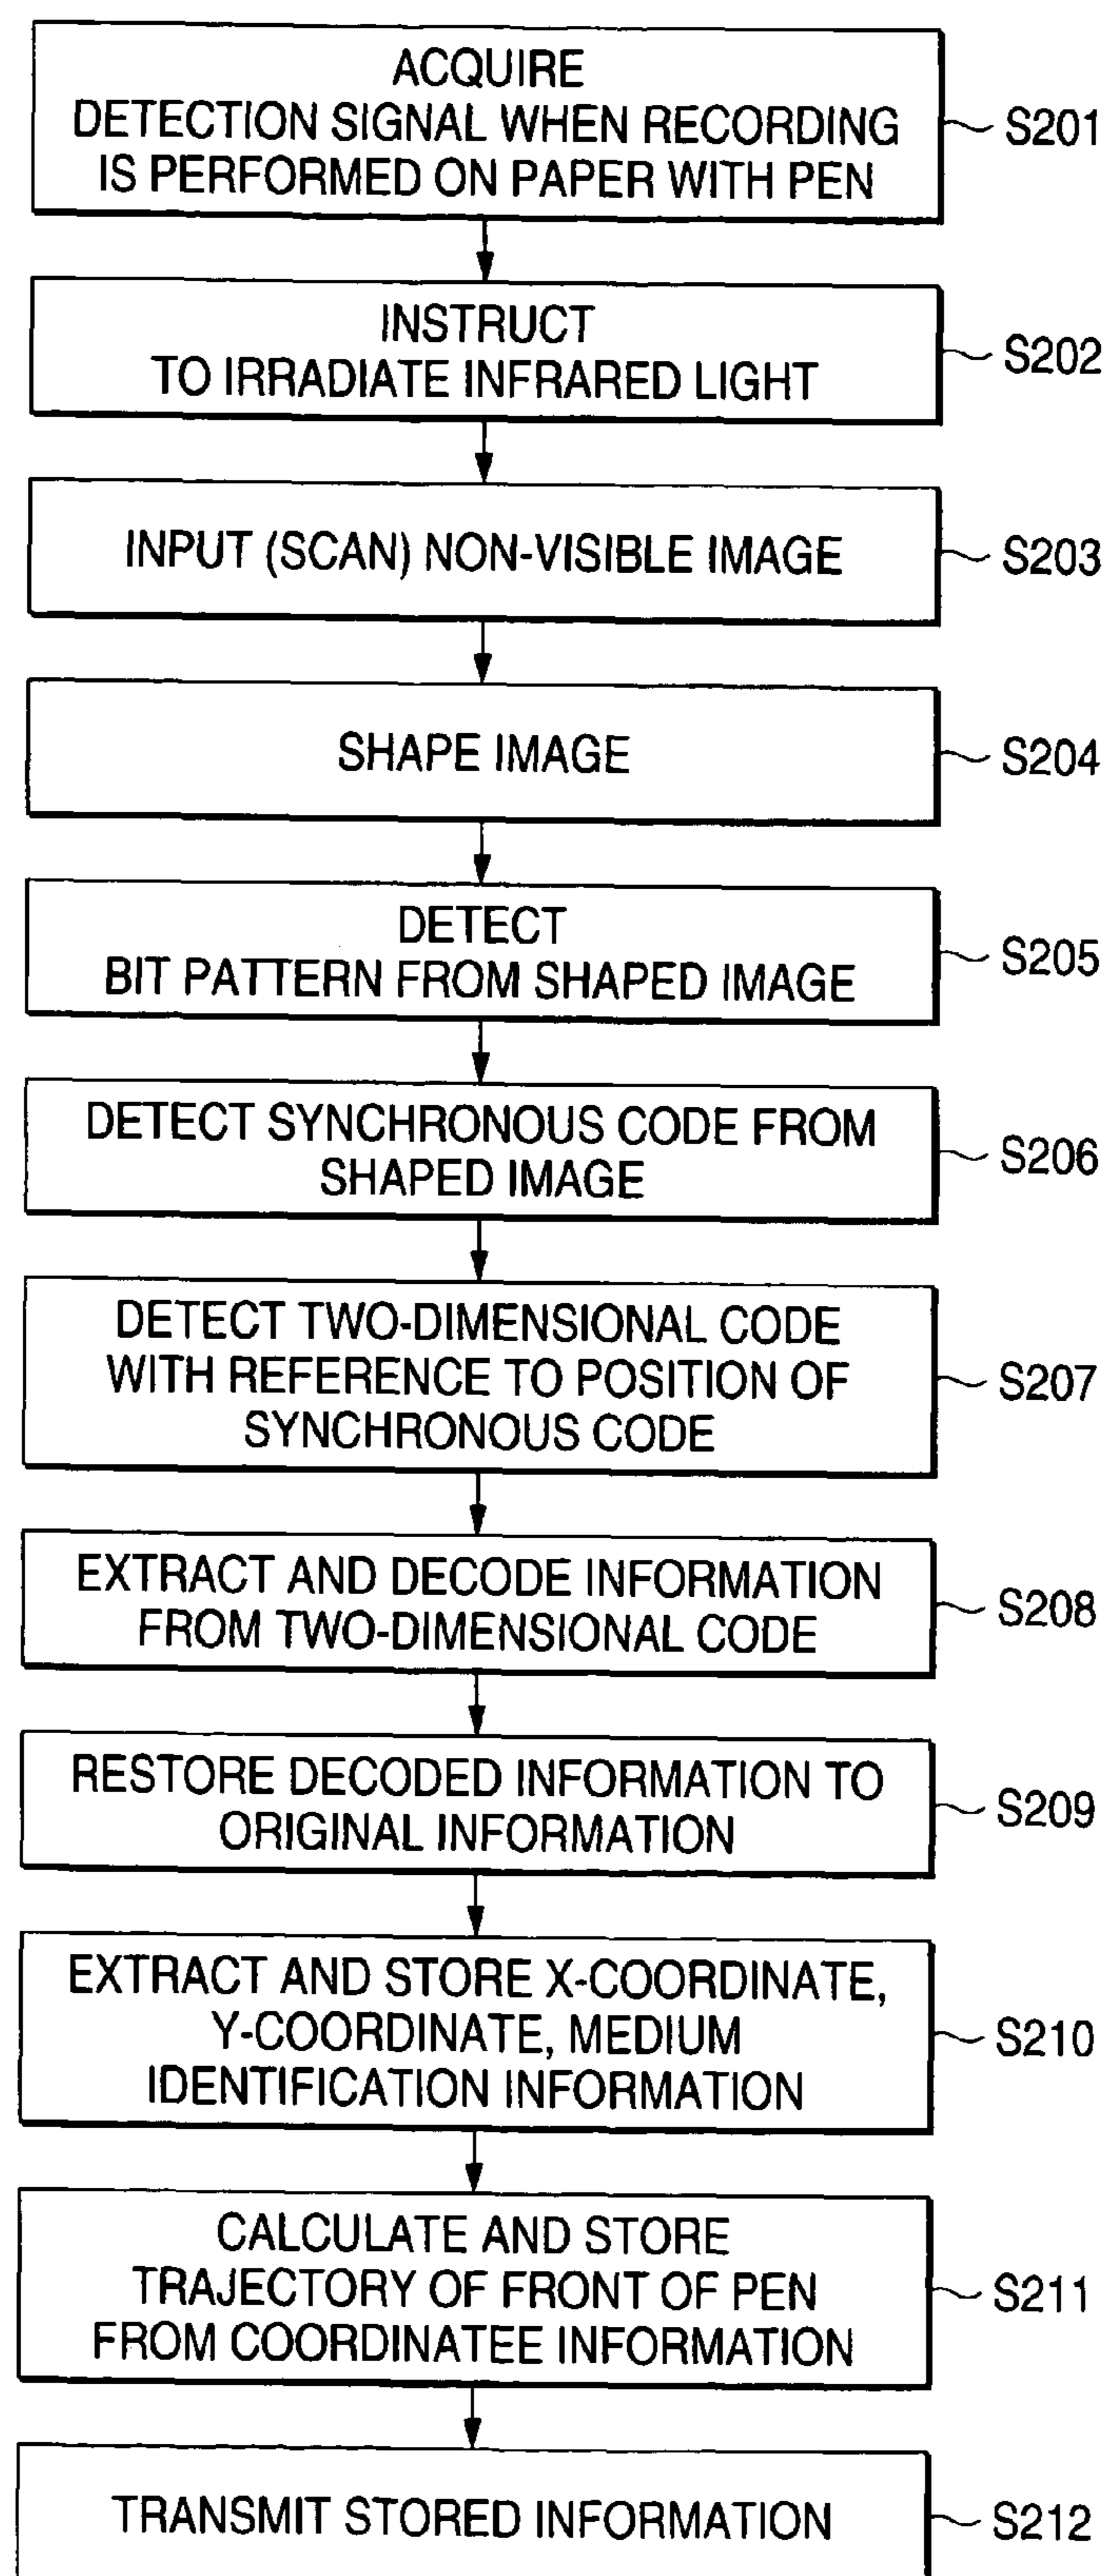 ACQUIRE
DETECTION SIGNAL WHEN RECORDING
IS PERFORMED ON PAPER WITH PEN
S201
INSTRUCT
TO IRRADIATE INFRARED LIGHT
S202
INPUT (SCAN) NON-VISIBLE IMAGE
S203
SHAPE IMAGE
S204
DETECT
BIT PATTERN FROM SHAPED IMAGE
S205
DETECT SYNCHRONOUS CODE FROM
SHAPED IMAGE
S206
DETECT TWO-DIMENSIONAL CODE
WITH REFERENCE TO POSITION OF
SYNCHRONOUS CODE
S207
EXTRACT AND DECODE INFORMATION
FROM TWO-DIMENSIONAL CODE
S208
RESTORE DECODED INFORMATION TO
ORIGINAL INFORMATION
S209
EXTRACT AND STORE X-COORDINATE,
Y-COORDINATE, MEDIUM
IDENTIFICATION INFORMATION
S210
CALCULATE AND STORE
TRAJECTORY OF FRONT OF PEN
FROM COORDINATEE INFORMATION
S211
TRANSMIT STORED INFORMATION
S212